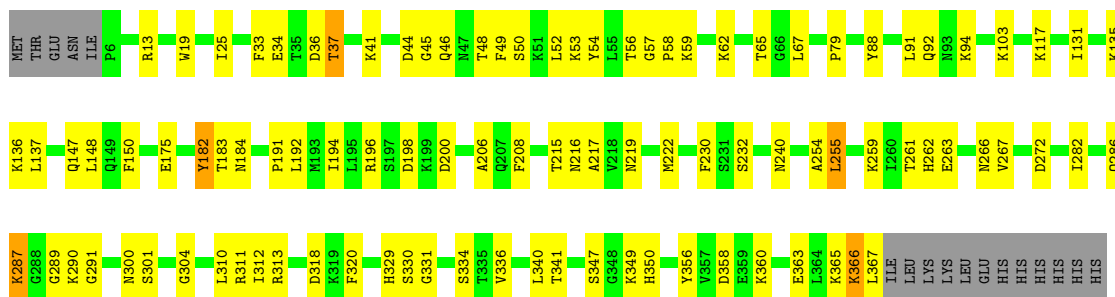 MET THR GLU ASN ILE P6 R13 W19 I25 F33 E34 T35 D36 T37 K41 D44 G45 Q46 N47 T48 F49 S50 K51 L52 K53 Y54 L55 T56 G57 P58 K59 K62 T65 G66 L67 P79 Y88 L91 Q92 N93 K94 K103 K117 I131 K135
K136 L137 Q147 L148 Q149 F150 E175 Y182 T183 N184 P191 L192 M193 I194 L195 R196 S197 D198 K199 D200 A206 Q207 F208 T215 N216 A217 V218 N219 M222 F230 S231 S232 N240 A254 L255 K259 I260 T261 H262 E263 N266 V267 D272 I282
K287 G288 G289 K290 G291 N300 S301 G304 L310 R311 I312 R313 D318 K319 F320 H329 S330 G331 S334 T335 V336 L340 T341 S347 G348 K349 H350 Y356 V357 D358 E359 K360 E363 L364 K365 K366 L367 ILE LEU LYS LYS LEU GLU HIS HIS HIS HIS HIS HIS